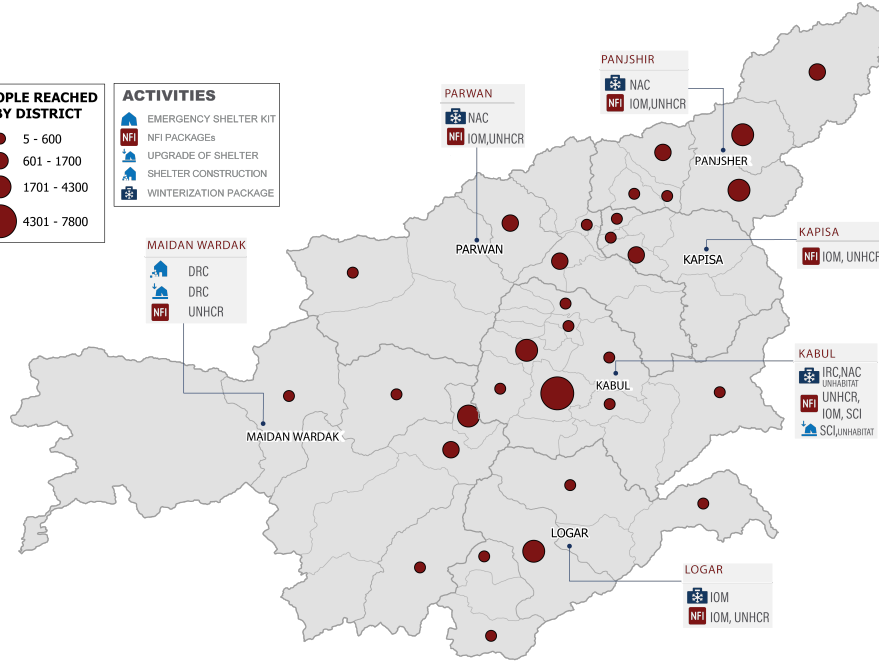 OPLE REACHED
BY DISTRICT
5 - 600
601 - 1700
1701 - 4300
4301 - 7800
ACTIVITIES
EMERGENCY SHELTER KIT
NFI
NFI PACKAGEs
UPGRADE OF SHELTER
SHELTER CONSTRUCTION
WINTERIZATION PACKAGE
PARWAN
NAC
NFI IOM,UNHCR
PANJSHIR
NAC
NFI IOM,UNHCR
PANJSHER
MAIDAN WARDAK
DRC
DRC
NFI UNHCR
PARWAN
KAPISA
KAPISA
NFI IOM, UNHCR
KABUL
IRC,NAC
UNHABITAT
NFI UNHCR,
IOM, SCI
SCI,UNHABITAT
KABUL
MAIDAN WARDAK
LOGAR
LOGAR
IOM
NFI IOM, UNHCR